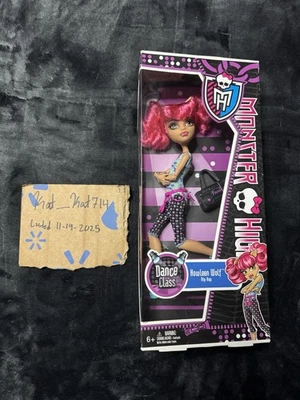 Kat_Kat714
Listed 11-19-2025
MONSTER HIGH
Dance
Class
Howleen Wolf
Hip Hop
6+